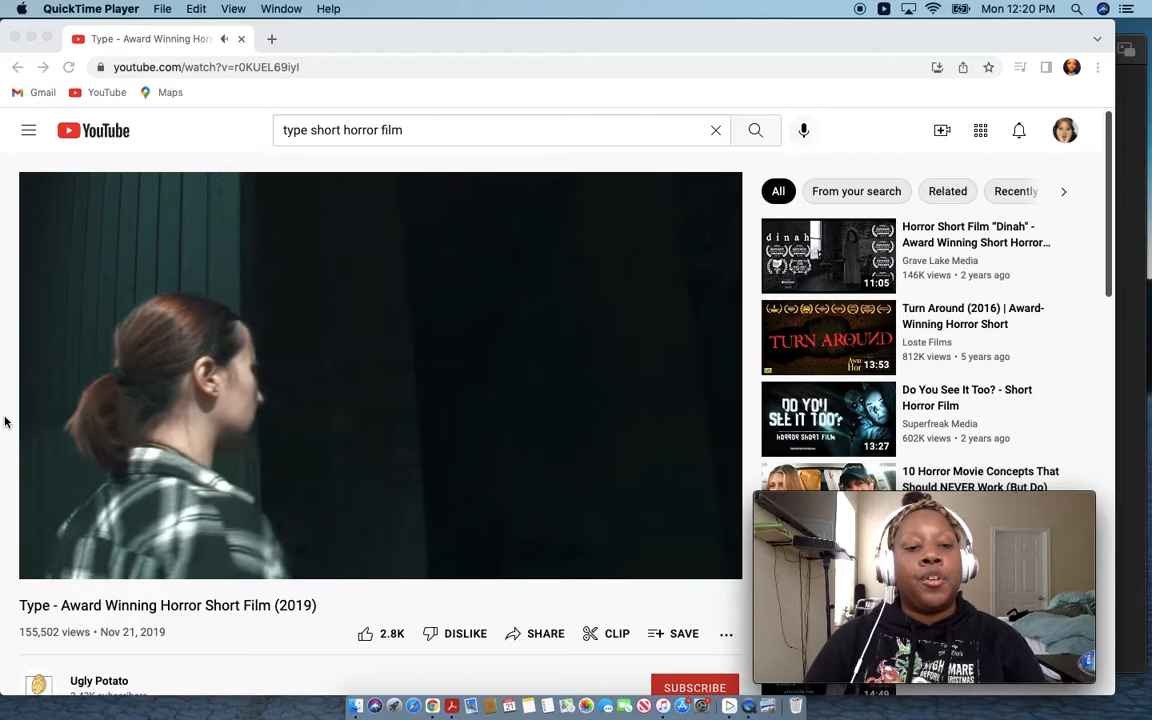 QuickTime Player File Edit View Window Help Mon 12:20 PM
Type - Award Winning Hor
youtube.com/watch?v=r0KUEL69iyI
Gmail YouTube Maps
YouTube
type short horror film
All From your search Related Recently
dinah
11:05
Horror Short Film "Dinah" -
Award Winning Short Horror...
Grave Lake Media
146K views • 2 years ago
TURN AROUND
13:53
Turn Around (2016) | Award-
Winning Horror Short
Loste Films
812K views • 5 years ago
DO YOU
SEE IT TOO?
HORROR SHORT FILM
13:27
Do You See It Too? - Short
Horror Film
Superfreak Media
602K views • 2 years ago
10 Horror Movie Concepts That
Should NEVER Work (But Do)
Type - Award Winning Horror Short Film (2019)
155,502 views • Nov 21, 2019
2.8K DISLIKE SHARE CLIP SAVE
Ugly Potato
SUBSCRIBE